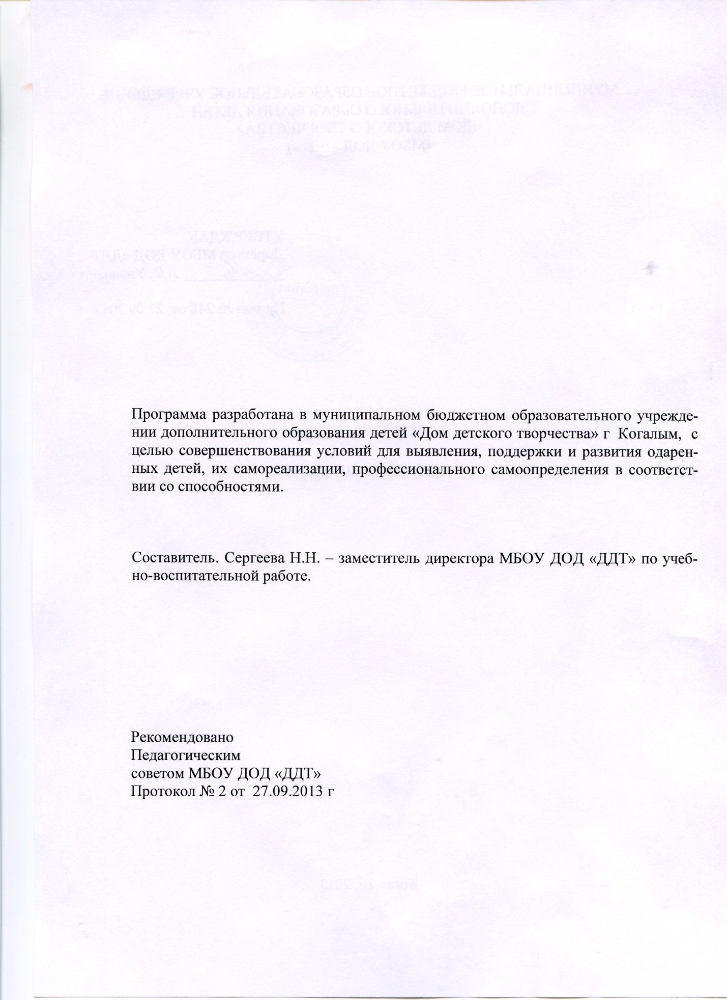 Программа разработана в муниципальном бюджетном образовательного учрежде-
нии дополнительного образования детей «Дом детского творчества» г Когалым, с
целью совершенствования условий для выявления, поддержки и развития одарен-
ных детей, их самореализации, профессионального самоопределения в соответст-
вии со способностями.
Составитель. Сергеева Н.Н. – заместитель директора МБОУ ДОД «ДДТ» по учеб-
но-воспитательной работе.
Рекомендовано
Педагогическим
советом МБОУ ДОД «ДДТ»
Протокол № 2 от 27.09.2013 г